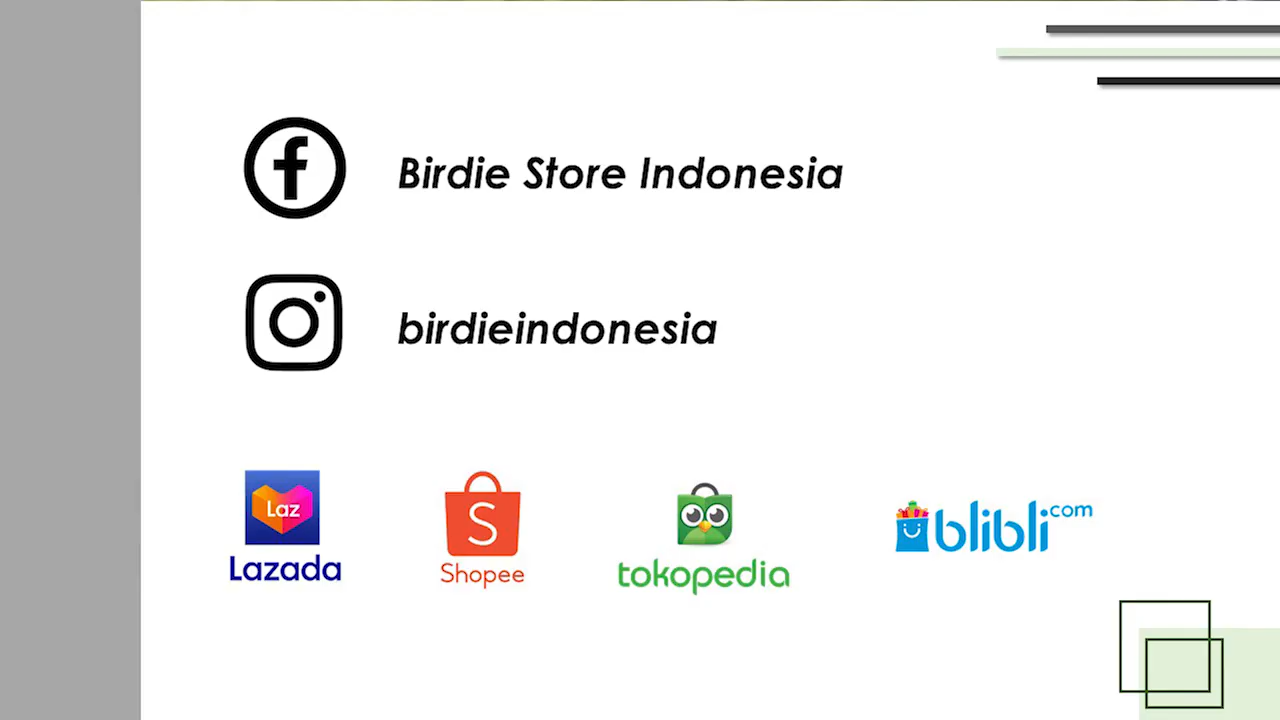 f
Birdie Store Indonesia
birdieindonesia
Laz
Lazada
S
Shopee
tokopedia
blibli.com